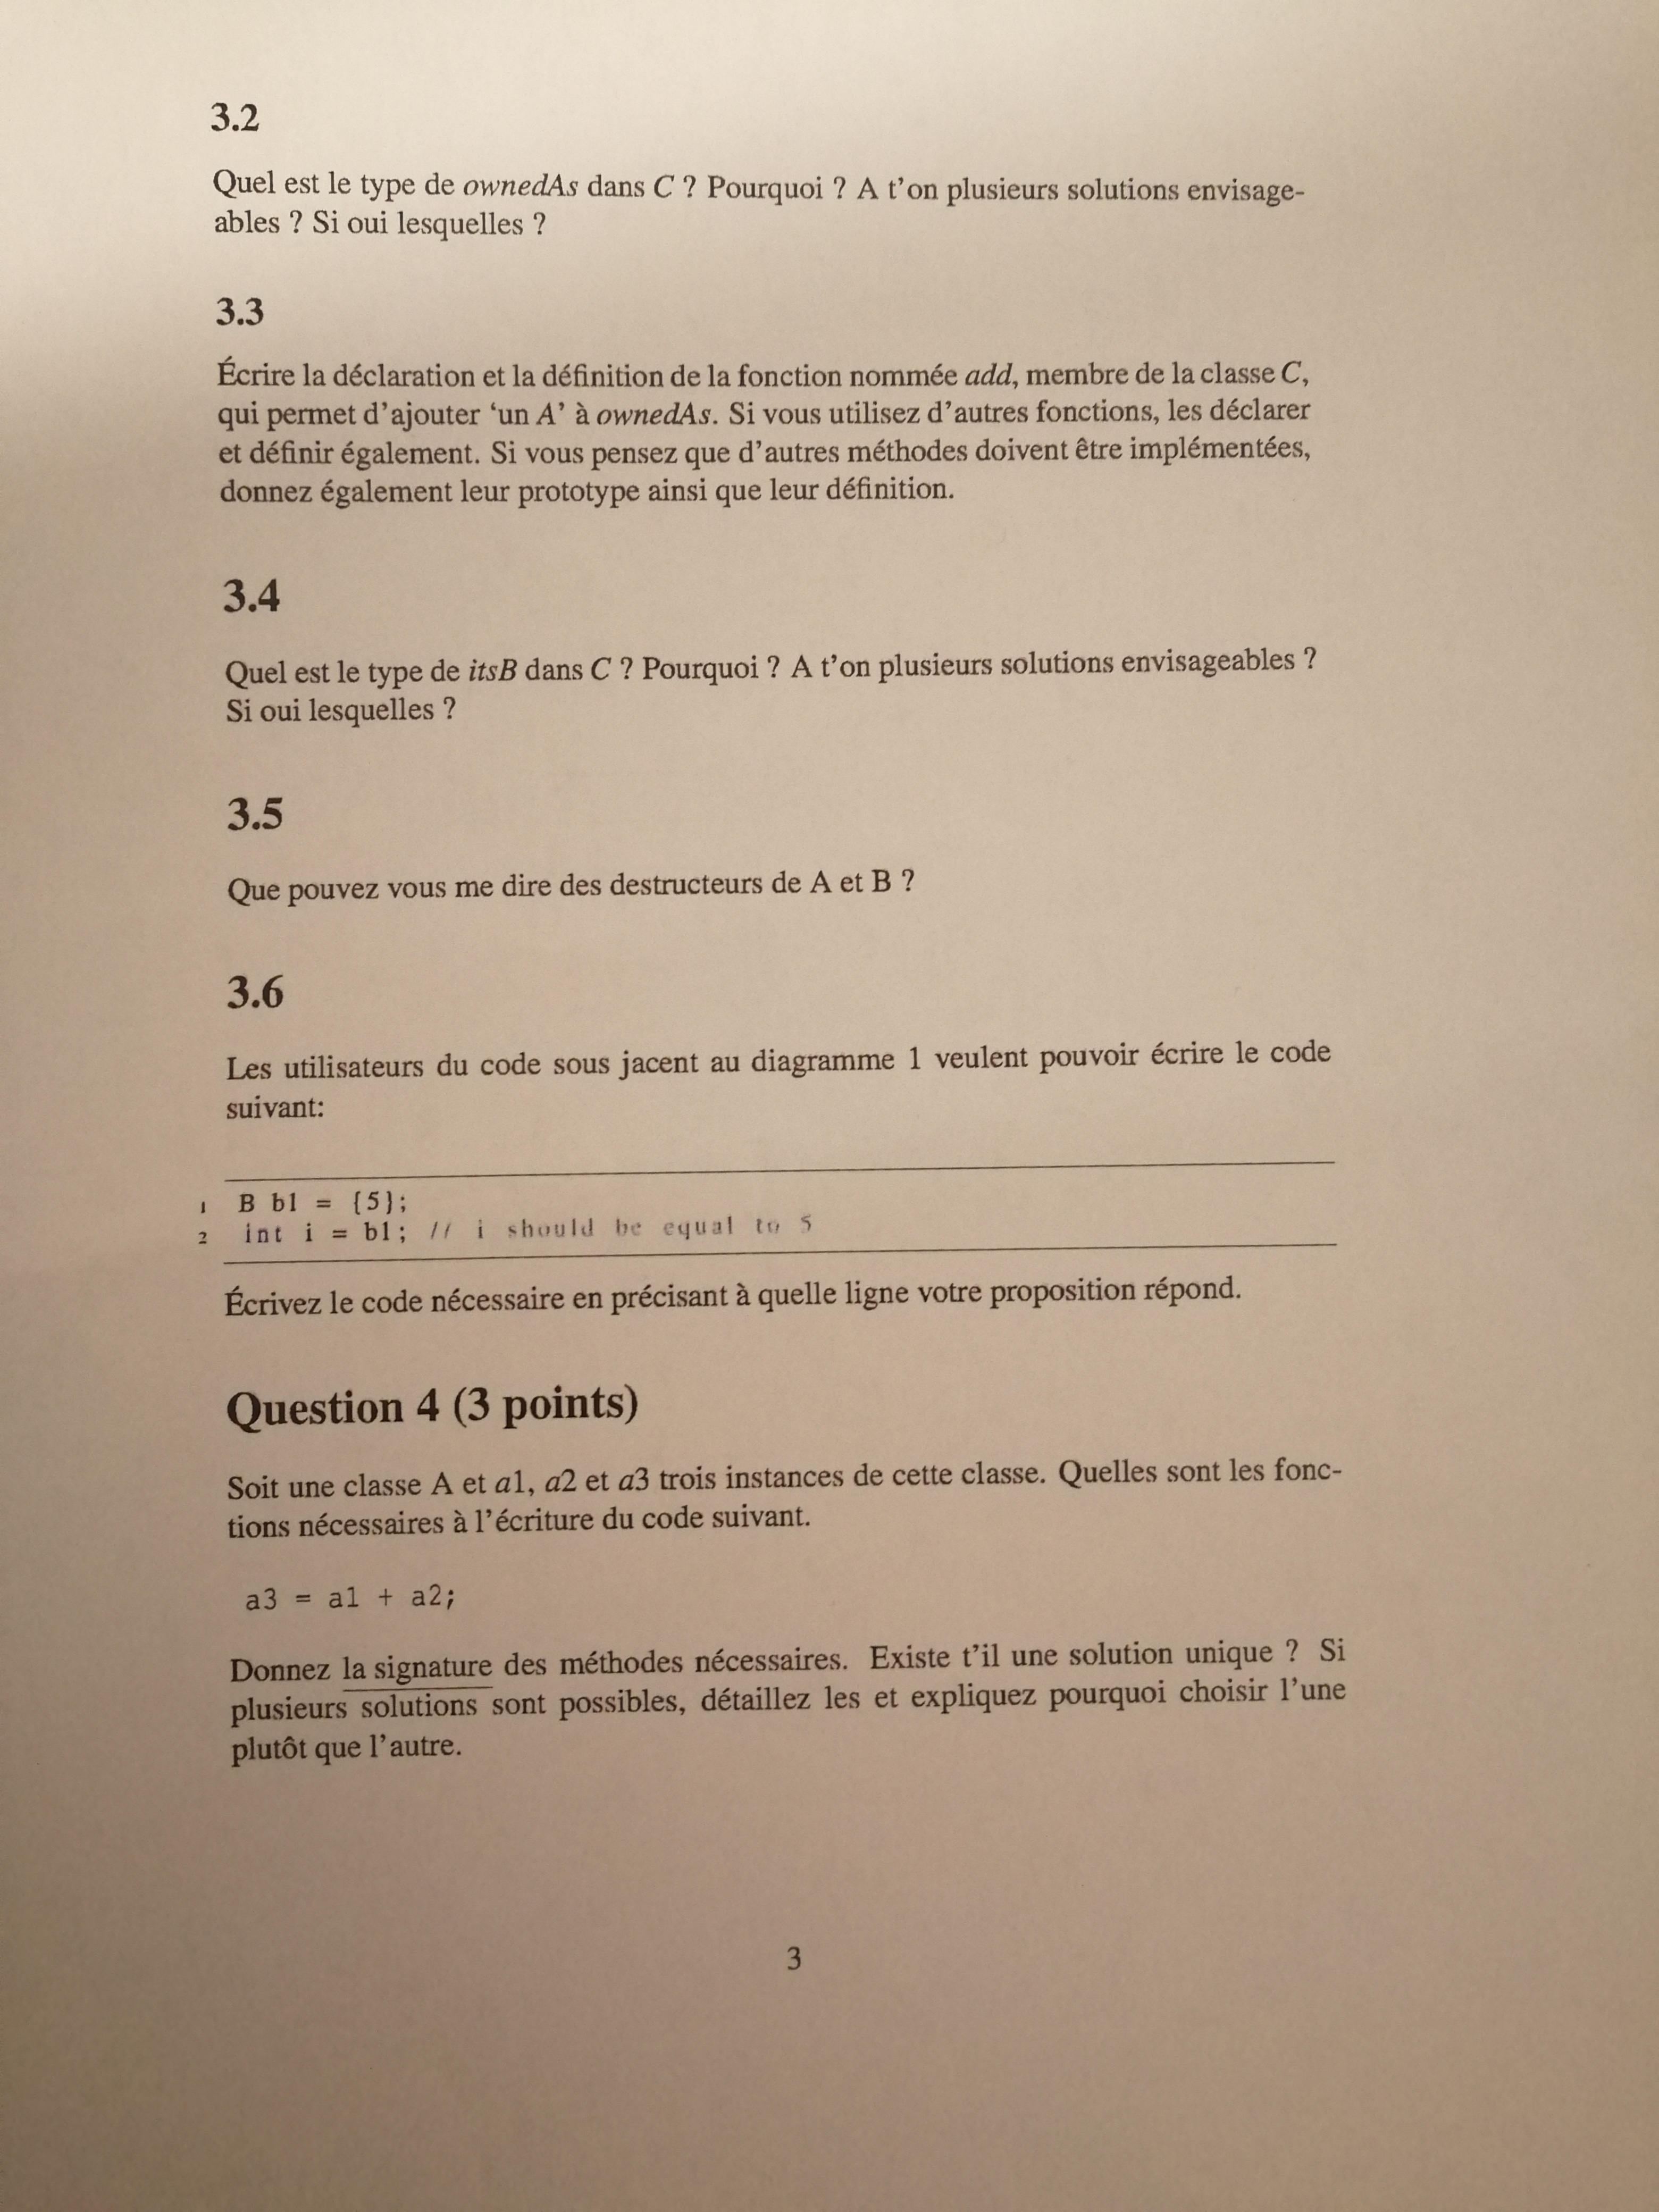 3.2
Quel est le type de ownedAs dans C ? Pourquoi ? A t'on plusieurs solutions envisage-
ables ? Si oui lesquelles ?
3.3
Écrire la déclaration et la définition de la fonction nommée add, membre de la classe C,
qui permet d'ajouter ‘un A’ à ownedAs. Si vous utilisez d'autres fonctions, les déclarer
et définir également. Si vous pensez que d'autres méthodes doivent être implémentées,
donnez également leur prototype ainsi que leur définition.
3.4
Quel est le type de itsB dans C ? Pourquoi ? A t'on plusieurs solutions envisageables ?
Si oui lesquelles ?
3.5
Que pouvez vous me dire des destructeurs de A et B ?
3.6
Les utilisateurs du code sous jacent au diagramme 1 veulent pouvoir écrire le code
suivant:
1 B b1 = {5};
2 int i = b1; // i should be equal to 5
Écrivez le code nécessaire en précisant à quelle ligne votre proposition répond.
Question 4 (3 points)
Soit une classe A et a1, a2 et a3 trois instances de cette classe. Quelles sont les fonc-
tions nécessaires à l'écriture du code suivant.
a3 = a1 + a2;
Donnez la signature des méthodes nécessaires. Existe t'il une solution unique ? Si
plusieurs solutions sont possibles, détaillez les et expliquez pourquoi choisir l'une
plutôt que l'autre.
3